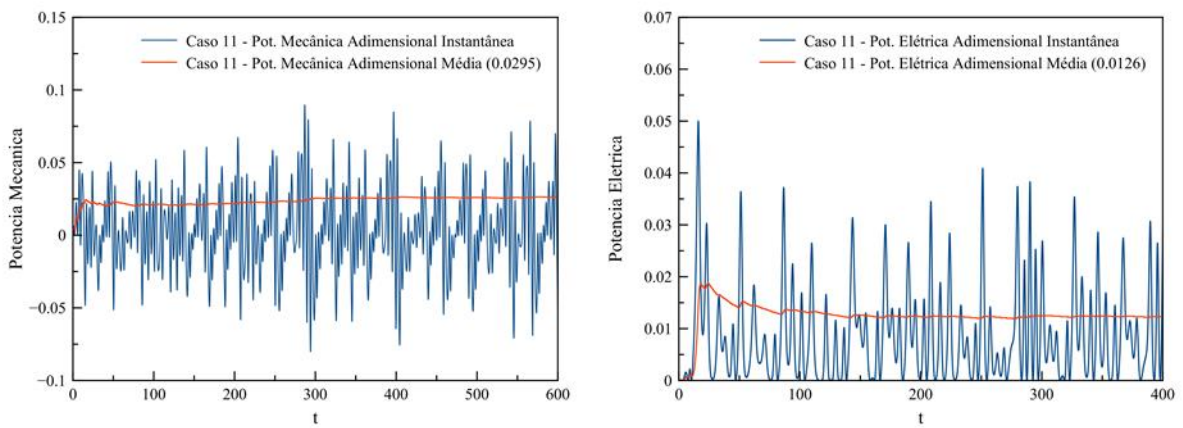 0.15
0.1
0.05
0
−0.05
−0.1
Potencia Mecanica
Caso 11 - Pot. Mecânica Adimensional Instantânea
Caso 11 - Pot. Mecânica Adimensional Média (0.0295)
0 100 200 300 400 500 600
t
0.07
0.06
0.05
0.04
0.03
0.02
0.01
0
Potencia Eletrica
Caso 11 - Pot. Elétrica Adimensional Instantânea
Caso 11 - Pot. Elétrica Adimensional Média (0.0126)
0 100 200 300 400
t